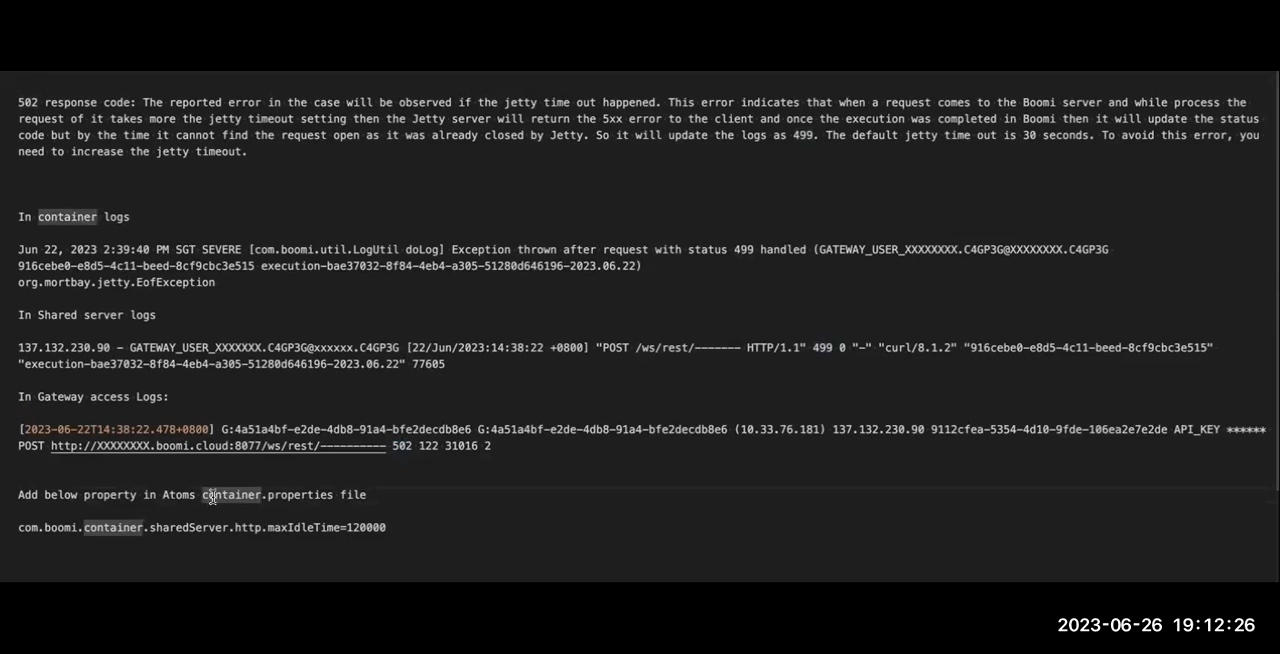 502 response code: The reported error in the case will be observed if the jetty time out happened. This error indicates that when a request comes to the Boomi server and while process the
request of it takes more the jetty timeout setting then the Jetty server will return the 5xx error to the client and once the execution was completed in Boomi then it will update the status
code but by the time it cannot find the request open as it was already closed by Jetty. So it will update the logs as 499. The default jetty time out is 30 seconds. To avoid this error, you
need to increase the jetty timeout.
In container logs
Jun 22, 2023 2:39:40 PM SGT SEVERE [com.boomi.util.LogUtil doLog] Exception thrown after request with status 499 handled (GATEWAY_USER_XXXXXXXX.C4GP3G@XXXXXXXX.C4GP3G
916cebe0-e8d5-4c11-beed-8cf9cbc3e515 execution-bae37032-8f84-4eb4-a305-51280d646196-2023.06.22)
org.mortbay.jetty.EofException
In Shared server logs
137.132.230.90 - GATEWAY_USER_XXXXXXX.C4GP3G@xxxxxx.C4GP3G [22/Jun/2023:14:38:22 +0800] "POST /ws/rest/------- HTTP/1.1" 499 0 "-" "curl/8.1.2" "916cebe0-e8d5-4c11-beed-8cf9cbc3e515"
"execution-bae37032-8f84-4eb4-a305-51280d646196-2023.06.22" 77605
In Gateway access Logs:
[2023-06-22T14:38:22.478+0800] G:4a51a4bf-e2de-4db8-91a4-bfe2decdb8e6 G:4a51a4bf-e2de-4db8-91a4-bfe2decdb8e6 (10.33.76.181) 137.132.230.90 9112cfea-5354-4d10-9fde-106ea2e7e2de API_KEY ******
POST http://XXXXXXXX.boomi.cloud:8077/ws/rest/---------- 502 122 31016 2
Add below property in Atoms container.properties file
com.boomi.container.sharedServer.http.maxIdleTime=120000
2023-06-26 19:12:26